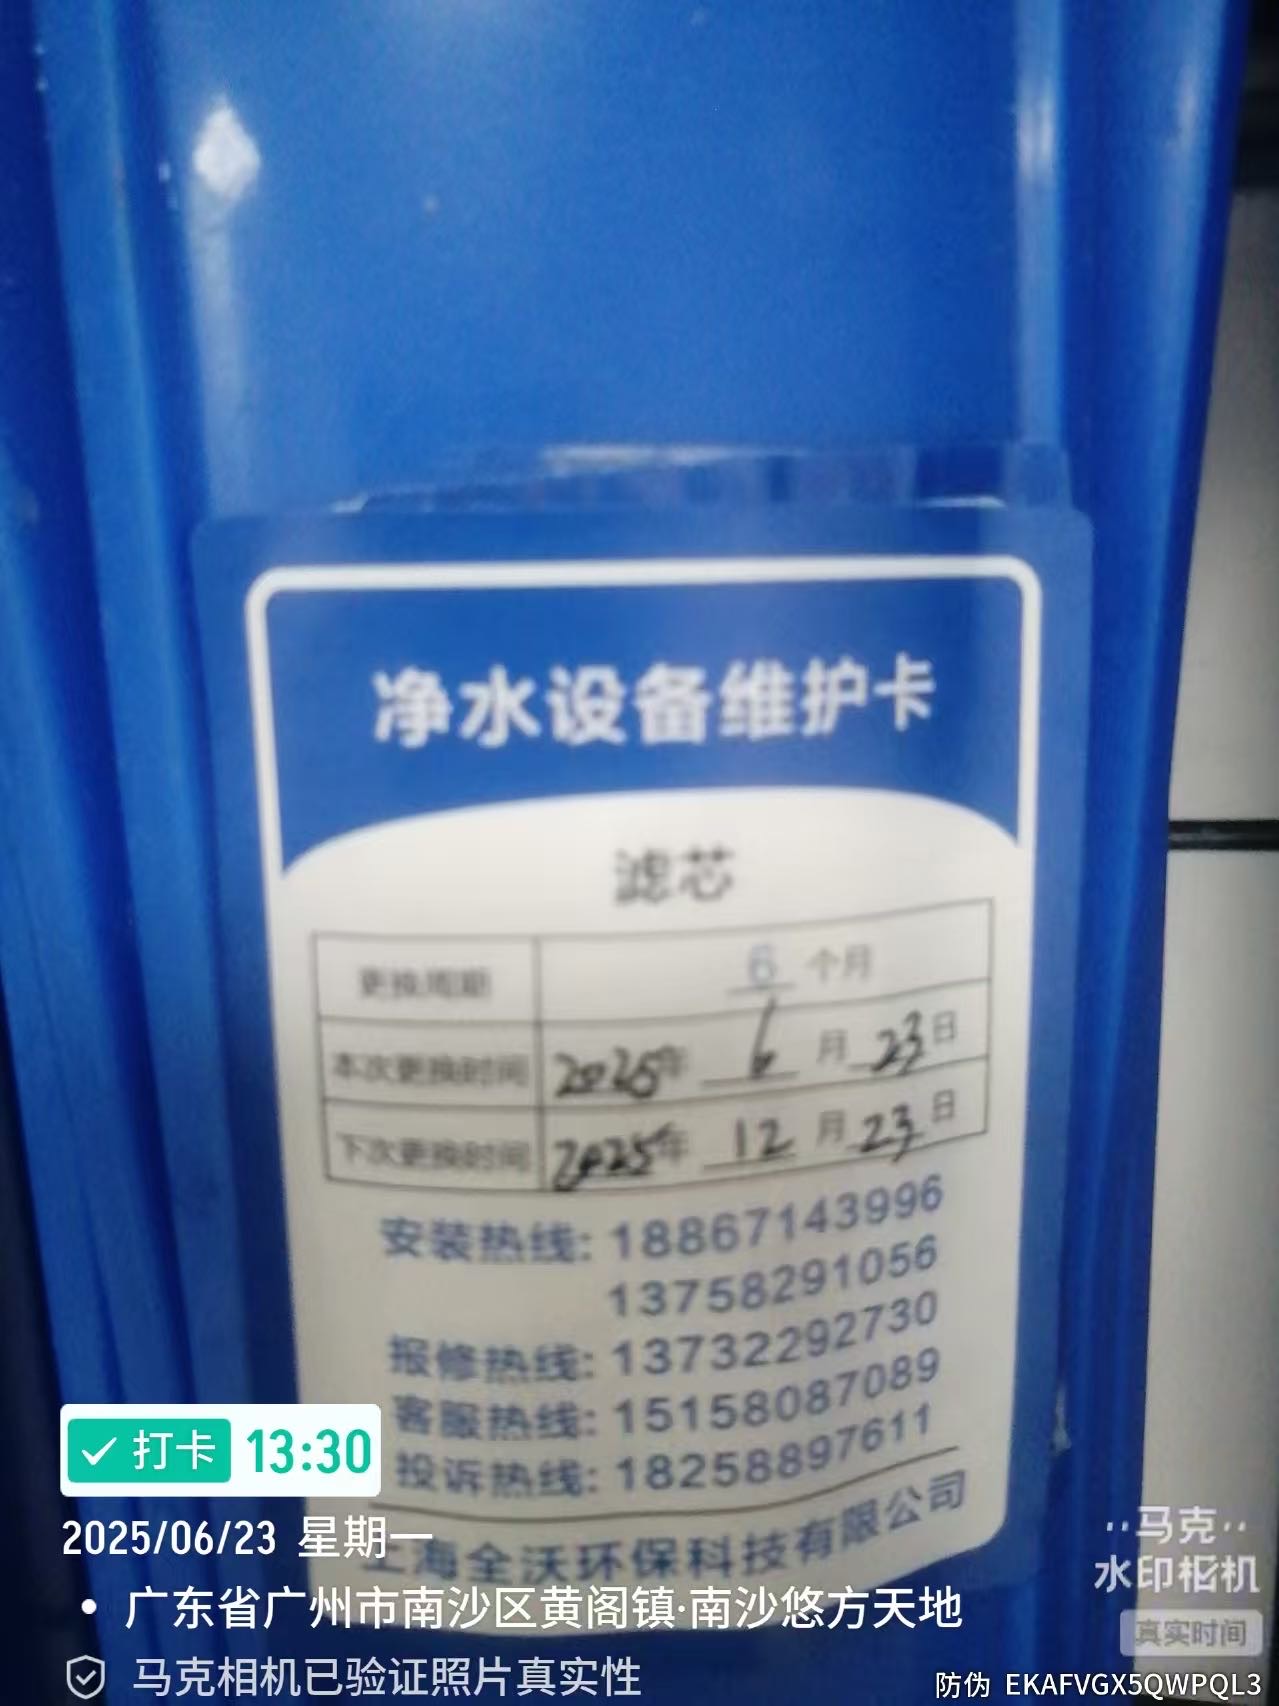 净水设备维护卡
滤芯
更换周期 6 个月
本次更换时间 2025年 6 月 23 日
下次更换时间 2025年 12 月 23 日
安装热线: 18867143996
13758291056
报修热线: 13732292730
客服热线: 15158087089
投诉热线: 18258897611
上海全沃环保科技有限公司
打卡 13:30
2025/06/23 星期一
广东省广州市南沙区黄阁镇·南沙悠方天地
马克相机已验证照片真实性
马克
水印相机
真实时间
防伪 EKAFVGX5QWPQL3